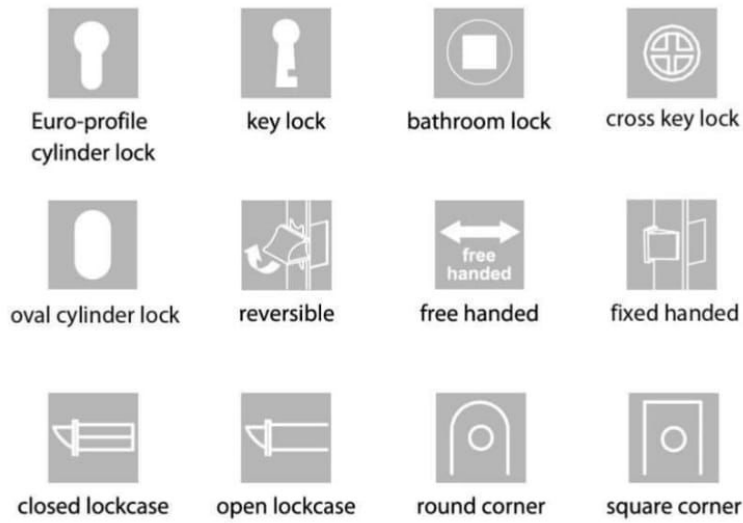 Euro-profile
cylinder lock
key lock
bathroom lock
cross key lock
oval cylinder lock
reversible
free
handed
free handed
fixed handed
closed lockcase
open lockcase
round corner
square corner